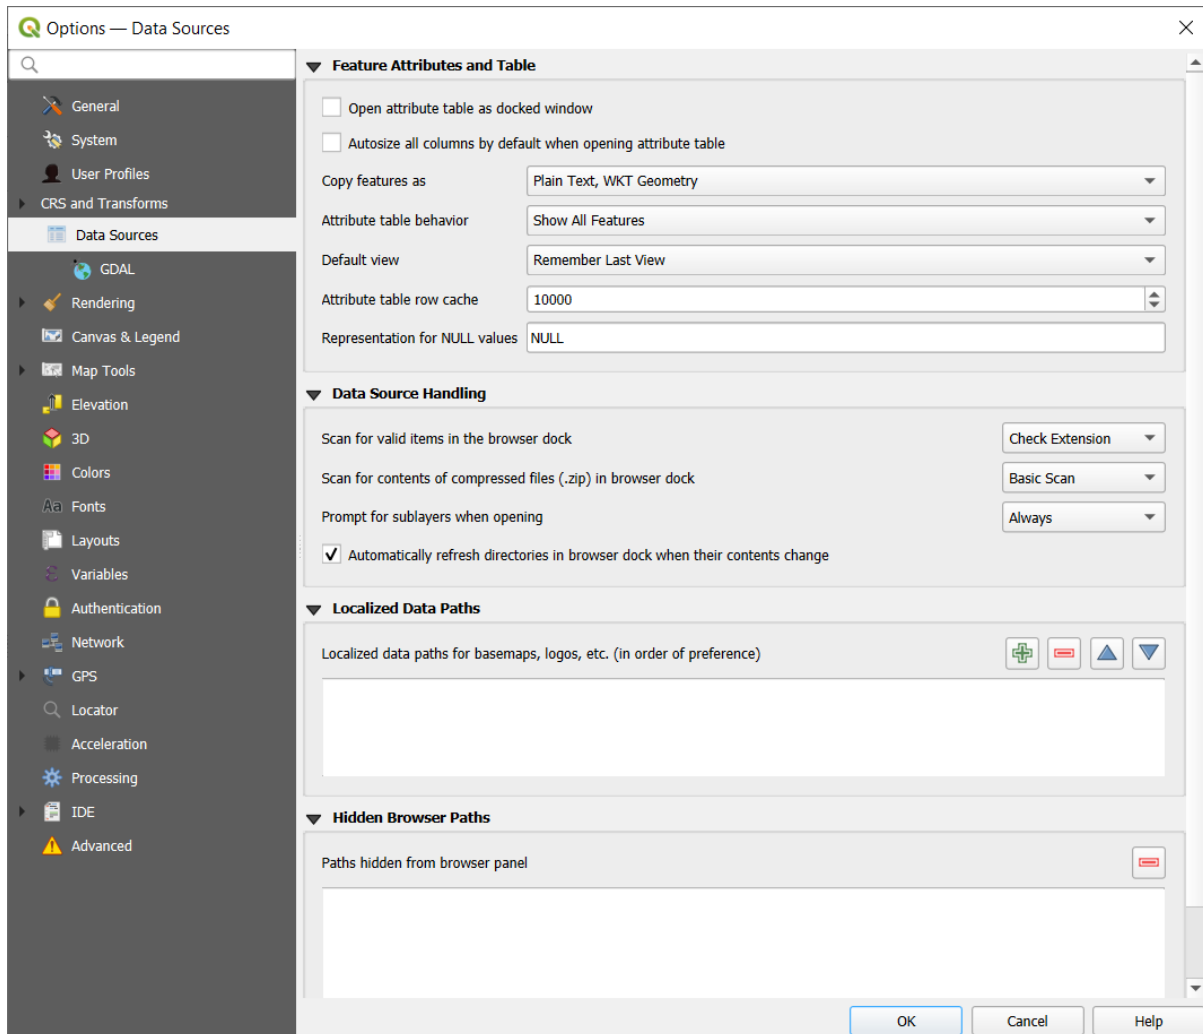 Options — Data Sources
General
System
User Profiles
CRS and Transforms
Data Sources
GDAL
Rendering
Canvas & Legend
Map Tools
Elevation
3D
Colors
Fonts
Layouts
Variables
Authentication
Network
GPS
Locator
Acceleration
Processing
IDE
Advanced
Feature Attributes and Table
Open attribute table as docked window
Autosize all columns by default when opening attribute table
Copy features as Plain Text, WKT Geometry
Attribute table behavior Show All Features
Default view Remember Last View
Attribute table row cache 10000
Representation for NULL values NULL
Data Source Handling
Scan for valid items in the browser dock Check Extension
Scan for contents of compressed files (.zip) in browser dock Basic Scan
Prompt for sublayers when opening Always
Automatically refresh directories in browser dock when their contents change
Localized Data Paths
Localized data paths for basemaps, logos, etc. (in order of preference)
Hidden Browser Paths
Paths hidden from browser panel
OK Cancel Help